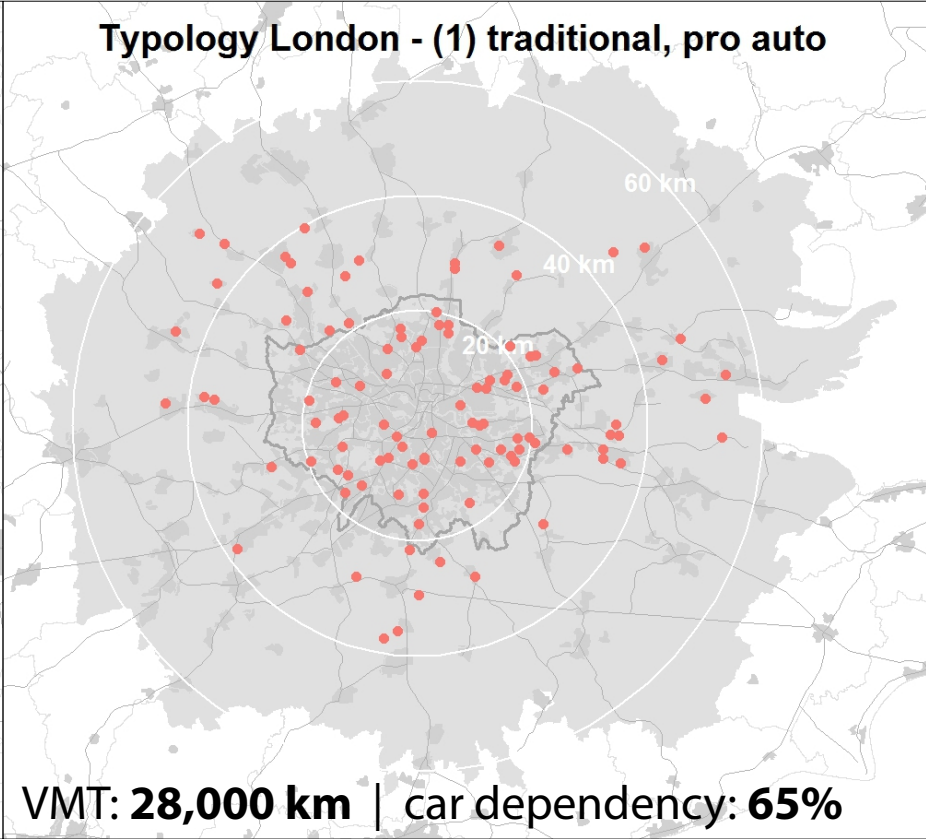 Typology London - (1) traditional, pro auto
60 km
40 km
20 km
VMT: 28,000 km | car dependency: 65%